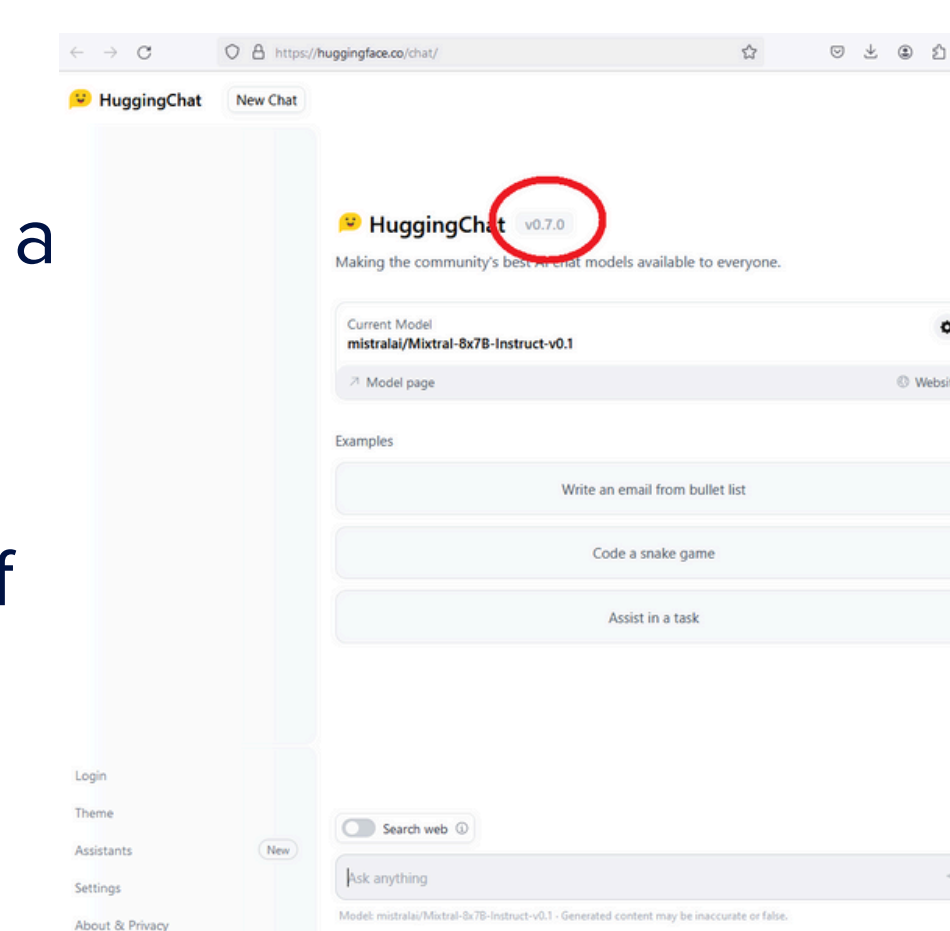 https://huggingface.co/chat/
HuggingChat New Chat
a
HuggingChat v0.7.0
Making the community's best AI chat models available to everyone.
Current Model
mistralai/Mixtral-8x7B-Instruct-v0.1
Model page
Examples
Write an email from bullet list
f
Code a snake game
Assist in a task
Login
Theme
Search web
Assistants New
Ask anything
Settings
Model: mistralai/Mixtral-8x7B-Instruct-v0.1 - Generated content may be inaccurate or false.
About & Privacy